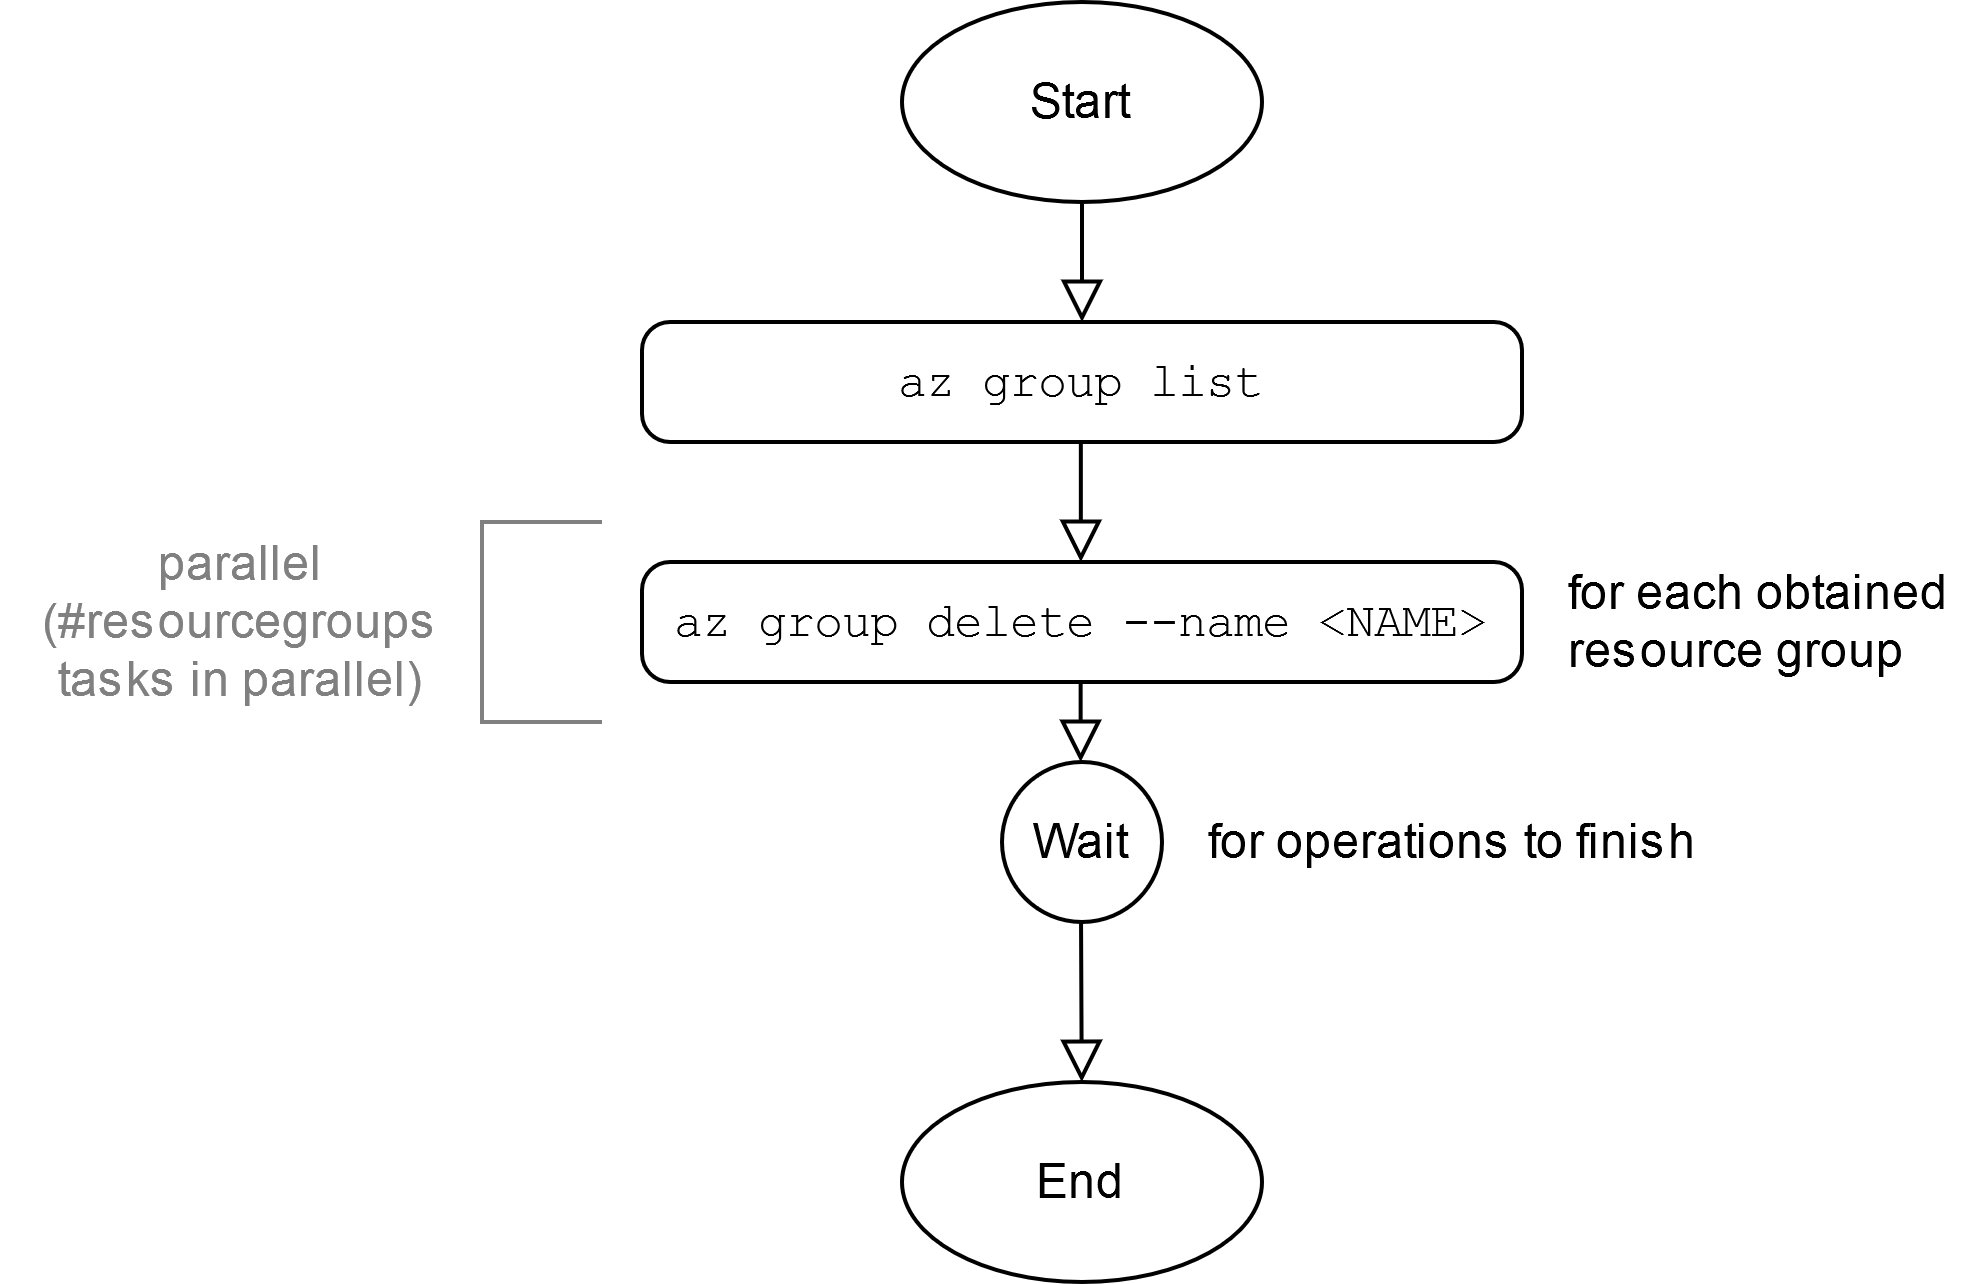 Start
az group list
parallel
(#resourcegroups
tasks in parallel)
az group delete --name <NAME>
for each obtained
resource group
Wait
for operations to finish
End